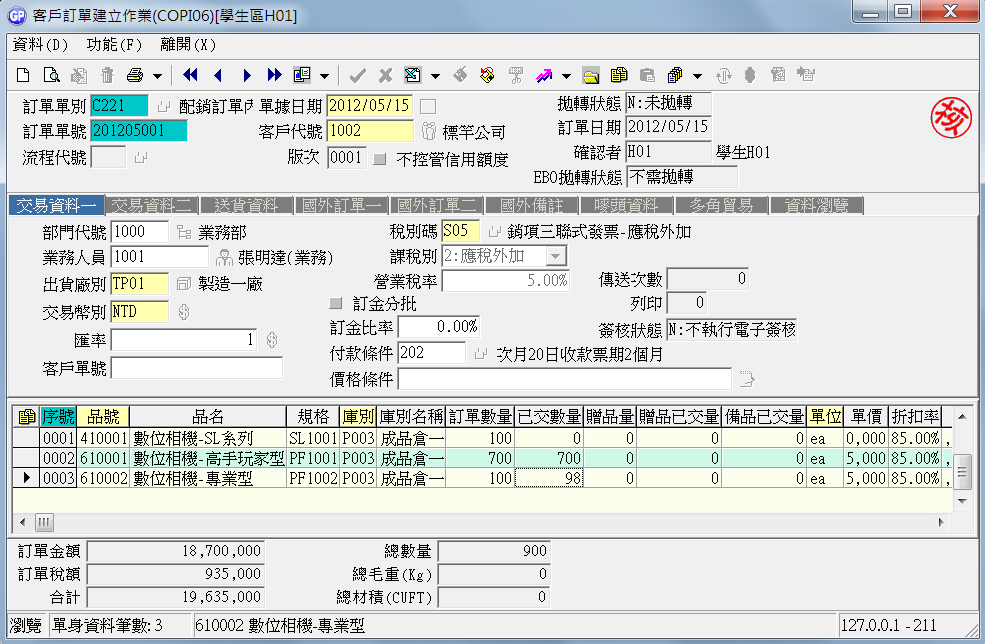 客戶訂單建立作業(COPI06)[學生區H01]
資料(D) 功能(F) 離開(X)
訂單單別 C221 配銷訂單 單據日期 2012/05/15 拋轉狀態 N:未拋轉
訂單單號 201205001 客戶代號 1002 標竿公司 訂單日期 2012/05/15
流程代號 版次 0001 不控管信用額度 確認者 H01 學生H01
EBO拋轉狀態 不需拋轉
核
交易資料一 交易資料二 送貨資料 國外訂單一 國外訂單二 國外備註 嘜頭資料 多角貿易 資料瀏覽
部門代號 1000 業務部 稅別碼 S05 銷項三聯式發票-應稅外加
業務人員 1001 張明達(業務) 課稅別 2:應稅外加
出貨廠別 TP01 製造一廠 營業稅率 5.00% 傳送次數 0
交易幣別 NTD 訂金分批 列印 0
匯率 1 訂金比率 0.00% 簽核狀態 N:不執行電子簽核
客戶單號 付款條件 202 次月20日收款票期2個月
價格條件
序號 品號 品名 規格 庫別 庫別名稱 訂單數量 已交數量 贈品量 贈品已交量 備品已交量 單位 單價 折扣率
0001 410001 數位相機-SL系列 SL1001 P003 成品倉一 100 0 0 0 0 ea 0,000 85.00%
0002 610001 數位相機-高手玩家型 PF1001 P003 成品倉一 700 700 0 0 0 ea 5,000 85.00%
0003 610002 數位相機-專業型 PF1002 P003 成品倉一 100 98 0 0 0 ea 5,000 85.00%
訂單金額 18,700,000 總數量 900
訂單稅額 935,000 總毛重(Kg) 0
合計 19,635,000 總材積(CUFT) 0
瀏覽 單身資料筆數: 3 610002 數位相機-專業型 127.0.0.1 - 211